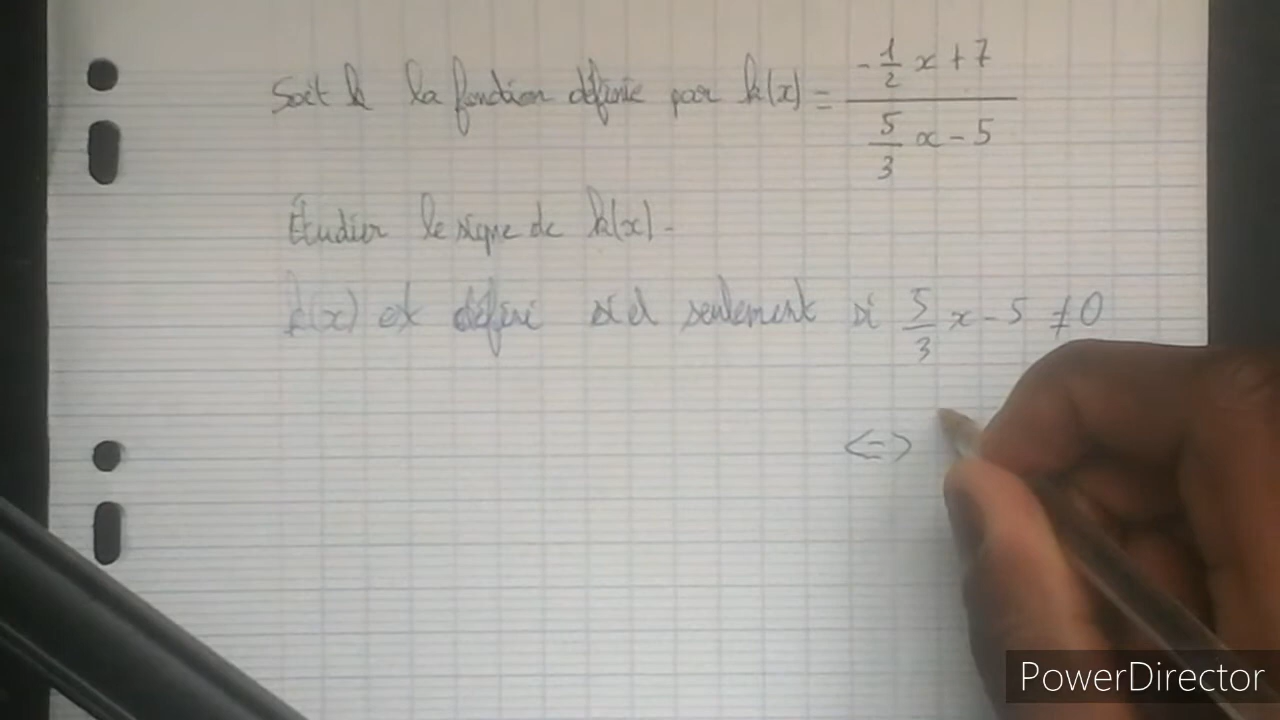 Soit k la fonction définie par k(x) = (-1/2 x + 7)/(5/3 x - 5)
Étudier le signe de k(x).
k(x) est défini si et seulement si 5/3 x - 5 ≠ 0
<=>
PowerDirector